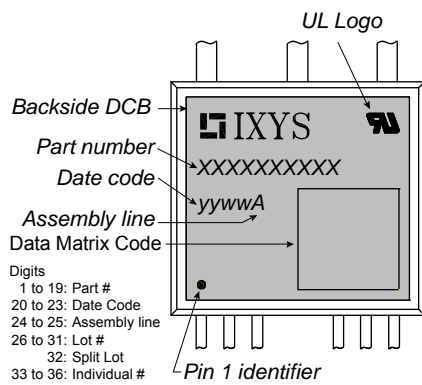 UL Logo
Backside DCB
IXYS
Part number
XXXXXXXXXX
Date code
yywwA
Assembly line
Data Matrix Code
Digits
1 to 19: Part #
20 to 23: Date Code
24 to 25: Assembly line
26 to 31: Lot #
32: Split Lot
33 to 36: Individual #
Pin 1 identifier